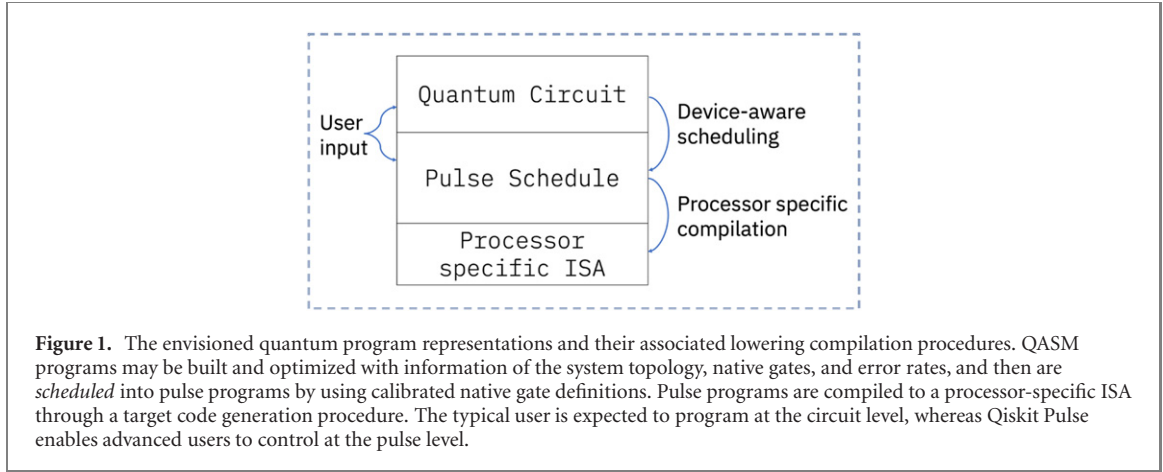 Quantum Circuit
User
input
Device-aware
scheduling
Pulse Schedule
Processor specific
compilation
Processor
specific ISA
Figure 1. The envisioned quantum program representations and their associated lowering compilation procedures. QASM
programs may be built and optimized with information of the system topology, native gates, and error rates, and then are
scheduled into pulse programs by using calibrated native gate definitions. Pulse programs are compiled to a processor-specific ISA
through a target code generation procedure. The typical user is expected to program at the circuit level, whereas Qiskit Pulse
enables advanced users to control at the pulse level.